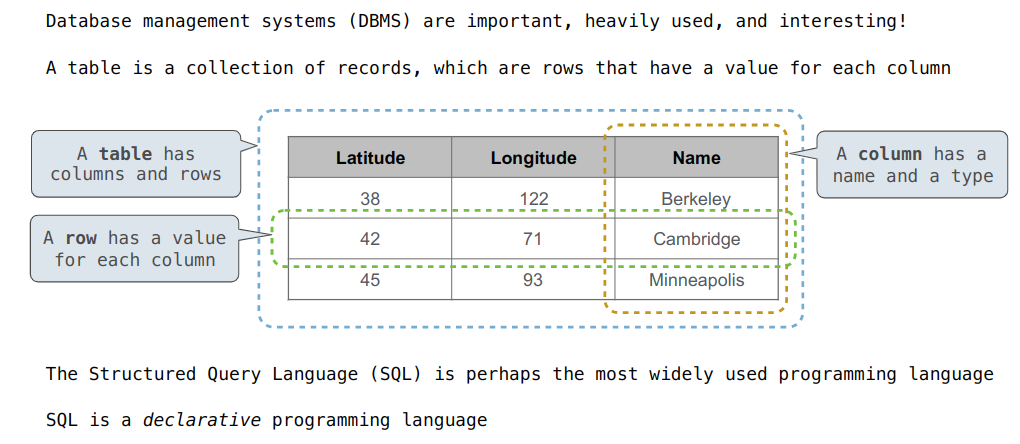 Database management systems (DBMS) are important, heavily used, and interesting!
A table is a collection of records, which are rows that have a value for each column
A table has
columns and rows
A row has a value
for each column
Latitude Longitude Name
38 122 Berkeley
42 71 Cambridge
45 93 Minneapolis
A column has a
name and a type
The Structured Query Language (SQL) is perhaps the most widely used programming language
SQL is a declarative programming language